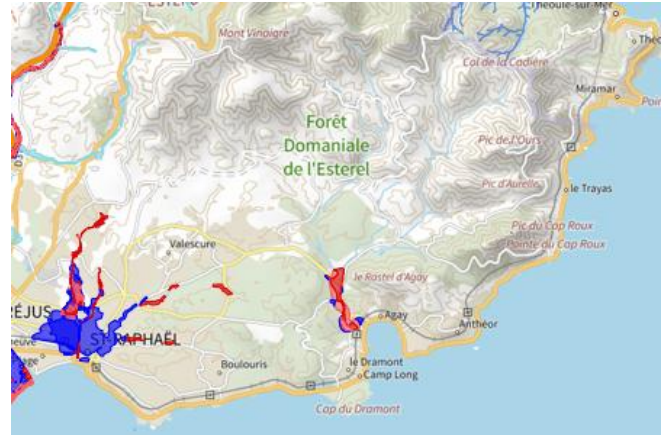 Théoule-sur-Mer
Mont Vinaigre
Col de la Cadière
Miramar
Forêt
Domaniale
de l'Esterel
Pic de l'Ours
Pic d'Aurelle
le Trayas
Pic du Cap Roux
Pointe du Cap Roux
Valescure
le Rastel d'Agay
RÉJUS
ST-RAPHAËL
Agay
Anthéor
Boulouris
le Dramont
Camp Long
Cap du Dramont